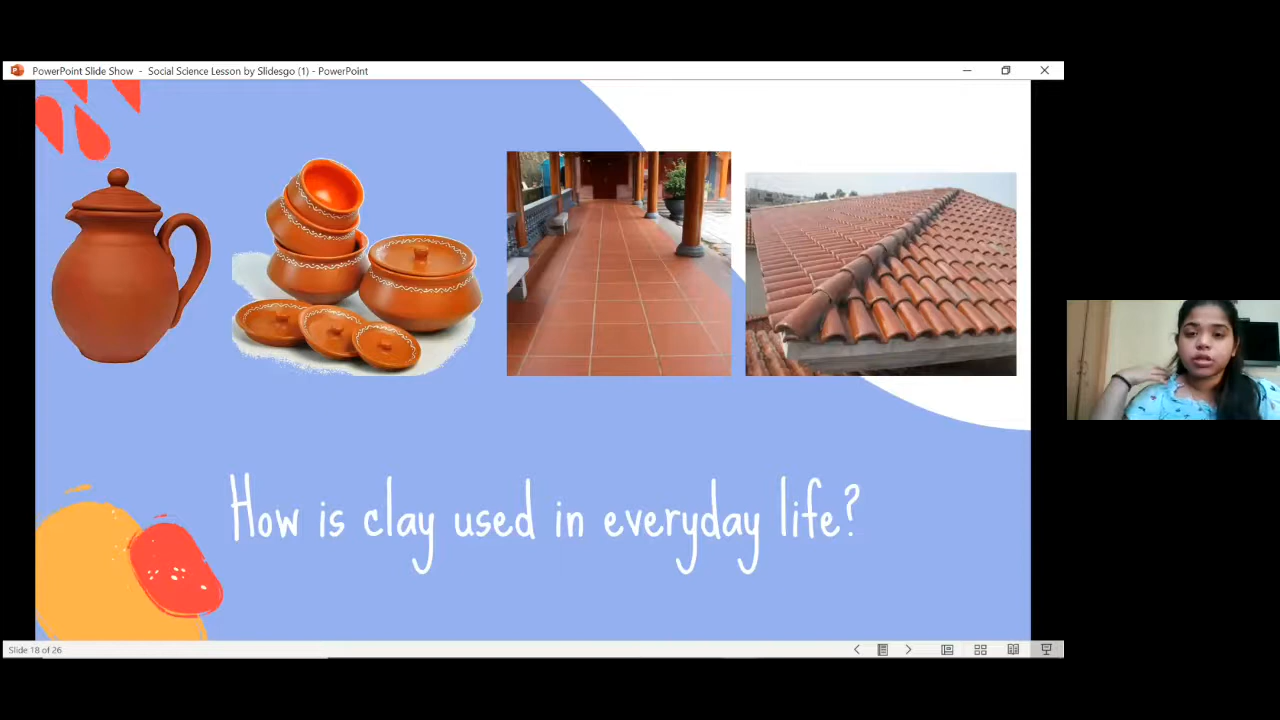 PowerPoint Slide Show - Social Science Lesson by Slidesgo (1) - PowerPoint
How is clay used in everyday life?
Slide 18 of 26